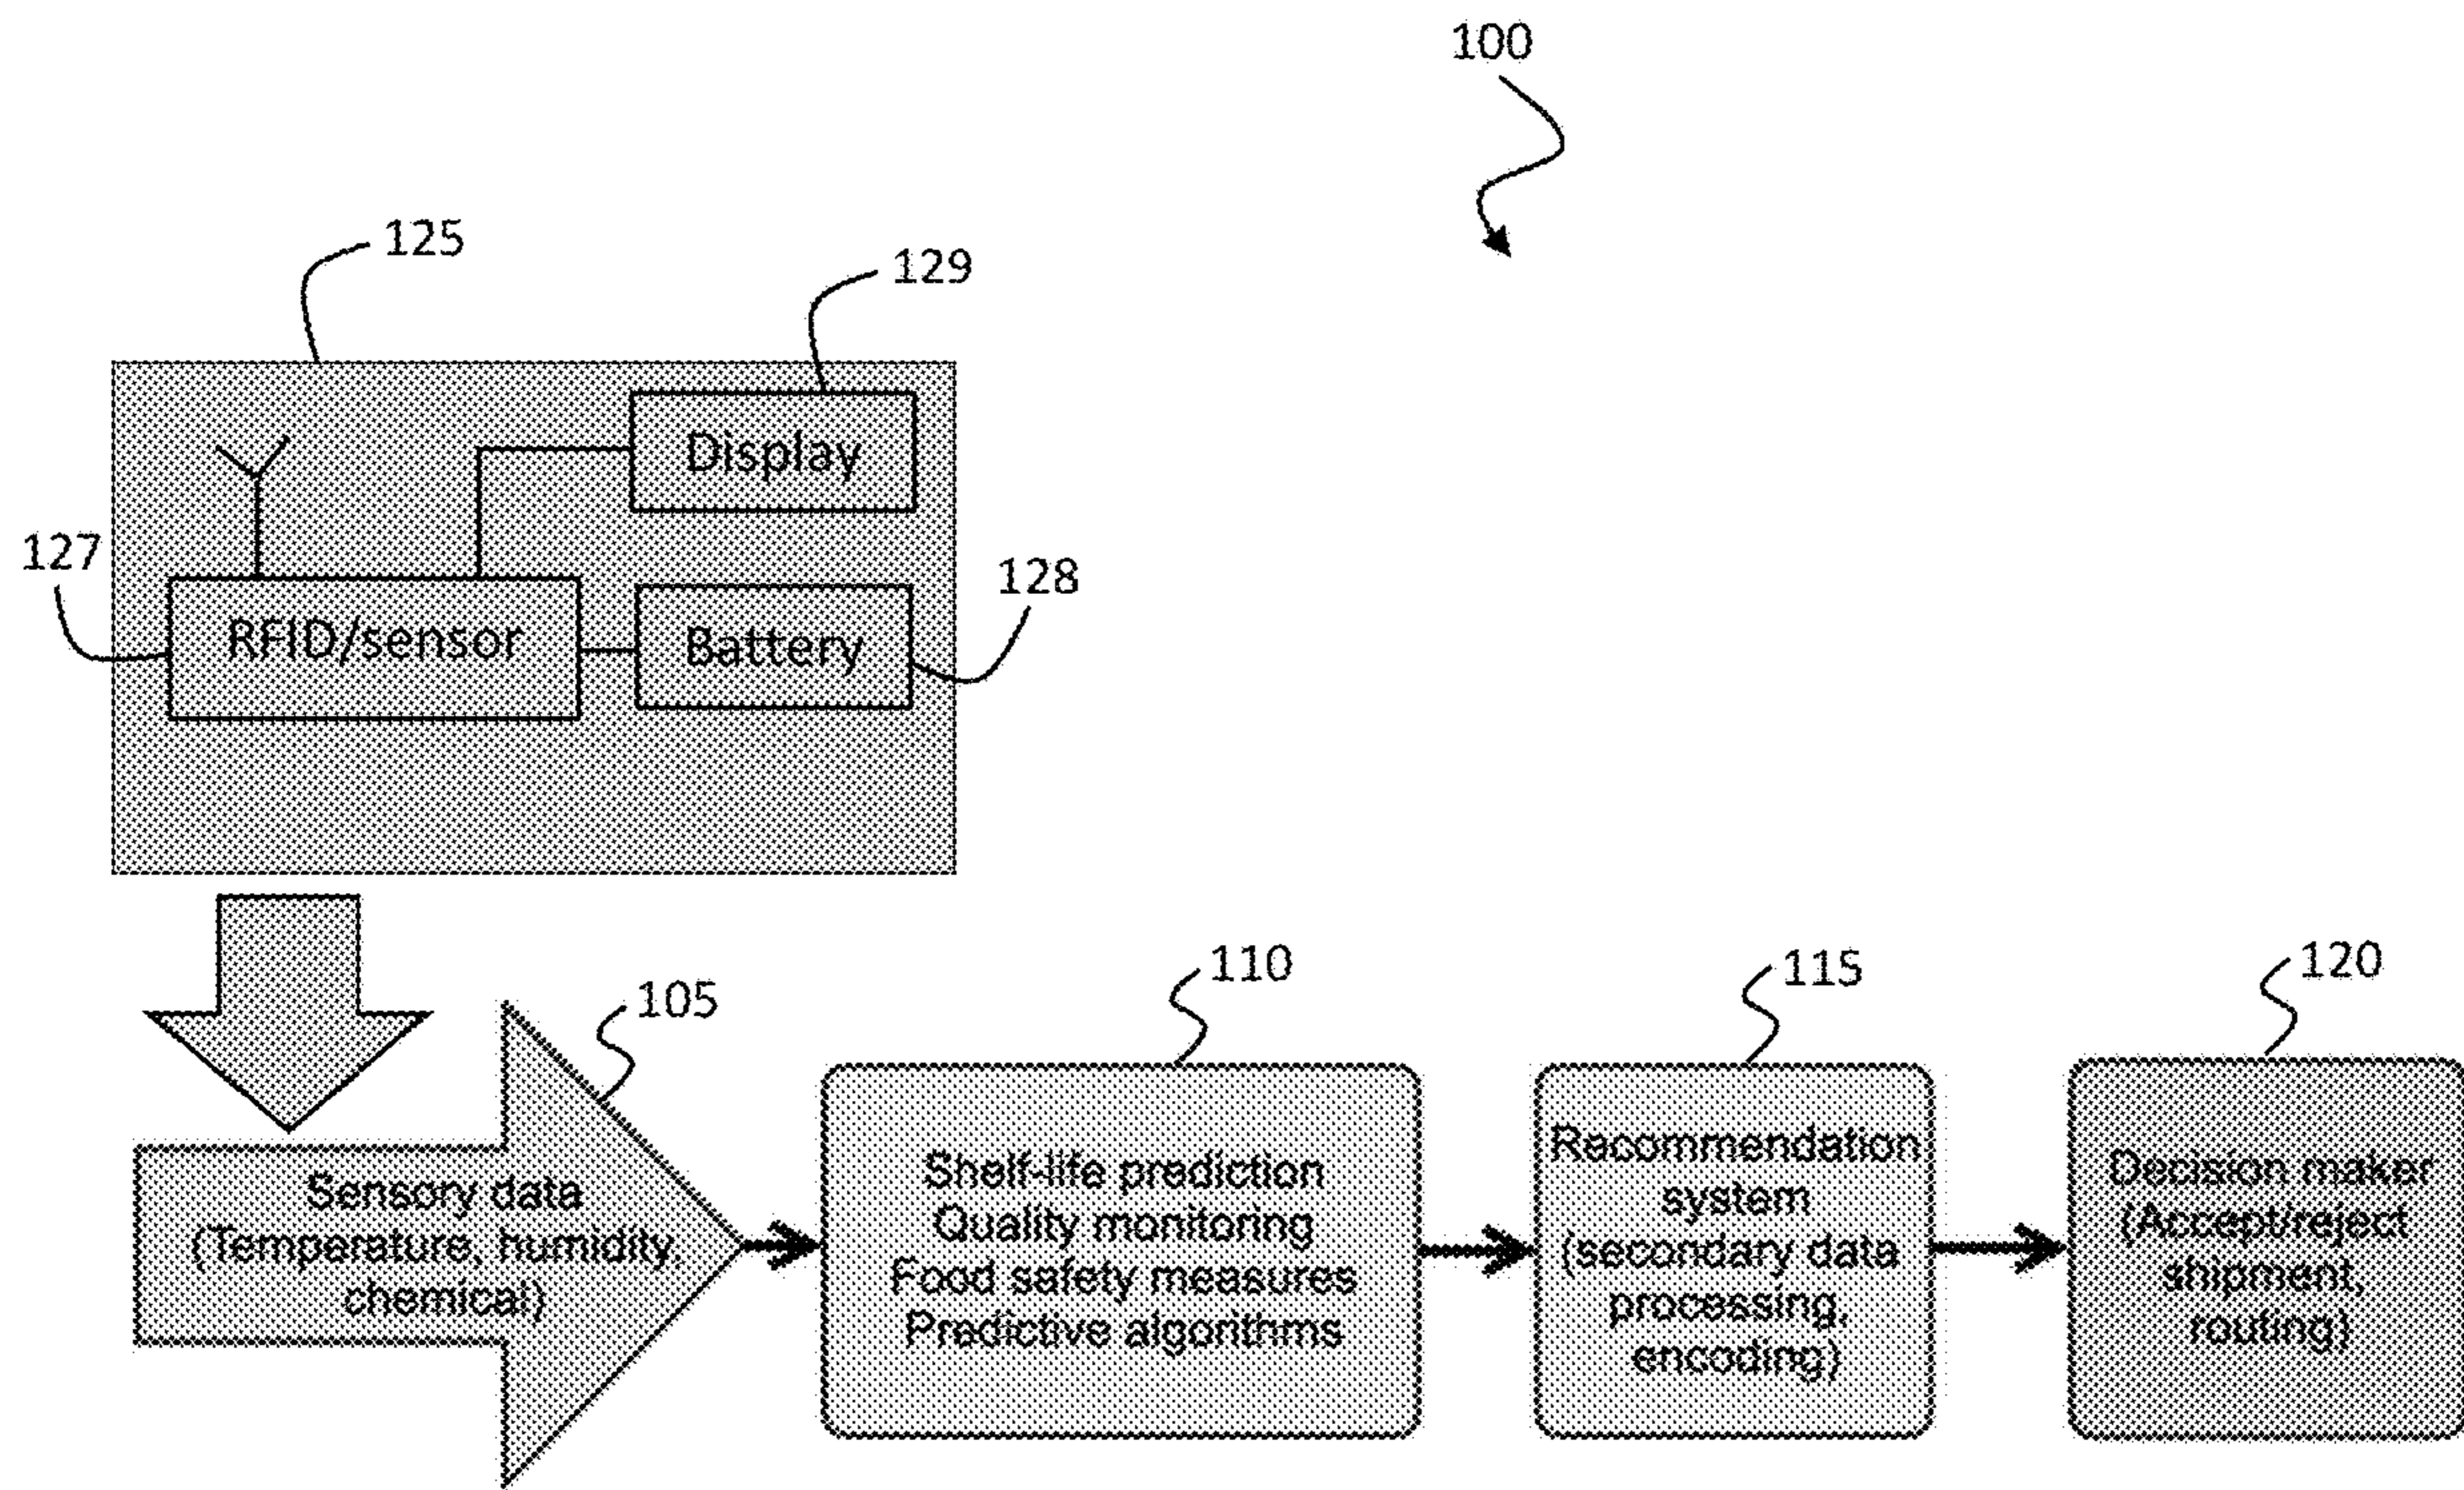 100
125
129
Display
127
128
RFID/sensor
Battery
105
110
115
120
Sensory data
(Temperature, humidity,
chemical)
Shelf-life prediction
Quality monitoring
Food safety measures
Predictive algorithms
Recommendation
system
(secondary data
processing,
encoding)
Decision maker
(Accept/reject
shipment,
routing)